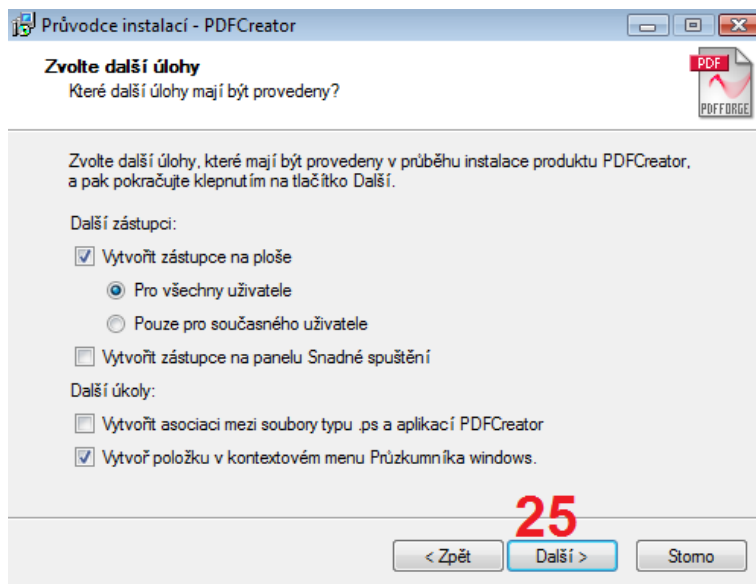 Průvodce instalací - PDFCreator
Zvolte další úlohy
Které další úlohy mají být provedeny?
PDF
PDFFORGE
Zvolte další úlohy, které mají být provedeny v průběhu instalace produktu PDFCreator,
a pak pokračujte klepnutím na tlačítko Další.
Další zástupci:
Vytvořit zástupce na ploše
Pro všechny uživatele
Pouze pro současného uživatele
Vytvořit zástupce na panelu Snadné spuštění
Další úkoly:
Vytvořit asociaci mezi soubory typu .ps a aplikací PDFCreator
Vytvoř položku v kontextovém menu Průzkumníka windows.
25
< Zpět Další > Storno